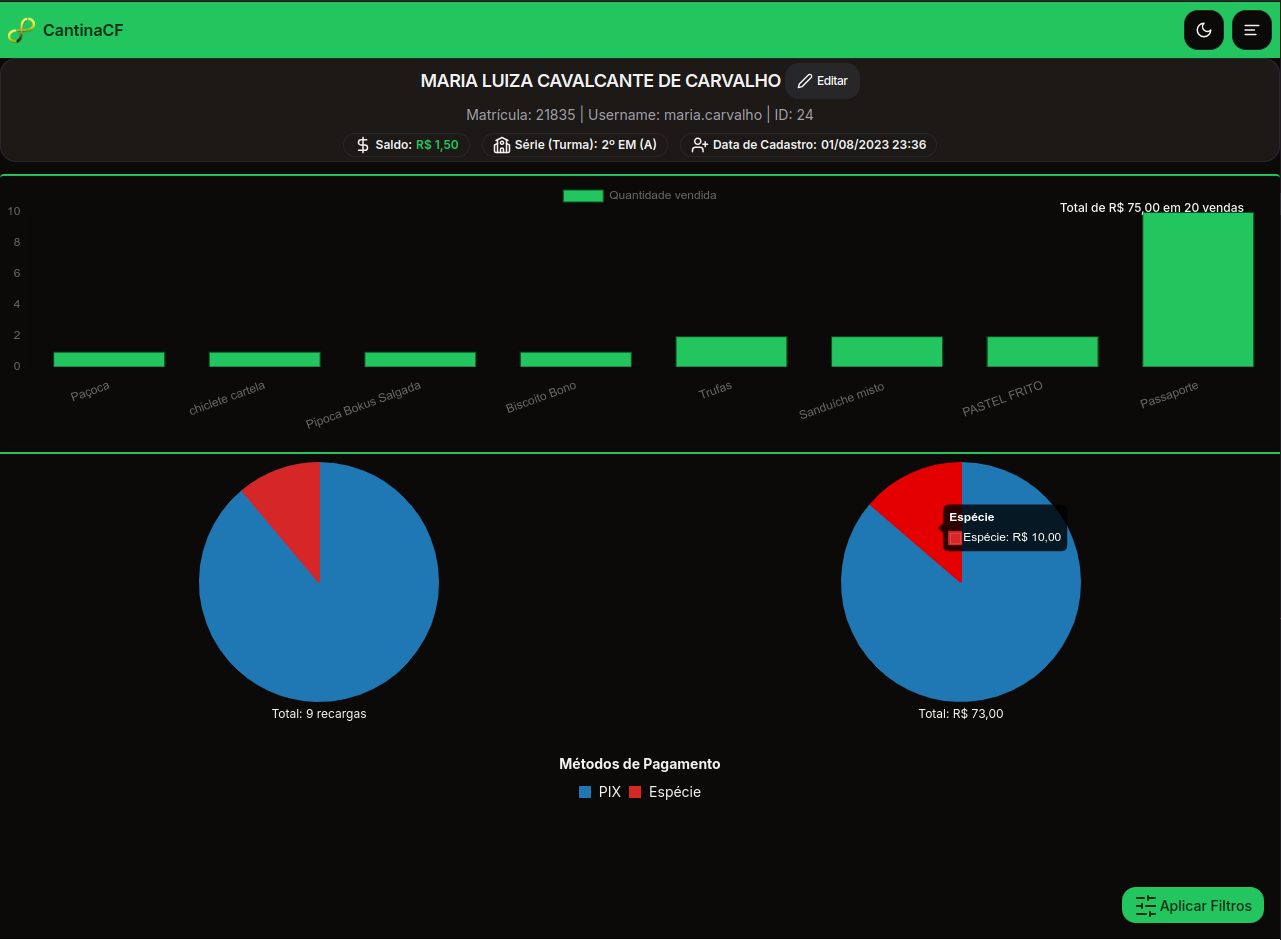 CantinaCF
MARIA LUIZA CAVALCANTE DE CARVALHO Editar
Matrícula: 21835 | Username: maria.carvalho | ID: 24
Saldo: R$ 1,50 Série (Turma): 2º EM (A) Data de Cadastro: 01/08/2023 23:36
Quantidade vendida
Total de R$ 75,00 em 20 vendas
10
8
6
4
2
0
Paçoca
chiclete cartela
Pipoca Bokus Salgada
Biscoito Bono
Trufas
Sanduiche misto
PASTEL FRITO
Passaporte
Espécie
Espécie: R$ 10,00
Total: 9 recargas
Total: R$ 73,00
Métodos de Pagamento
PIX Espécie
Aplicar Filtros